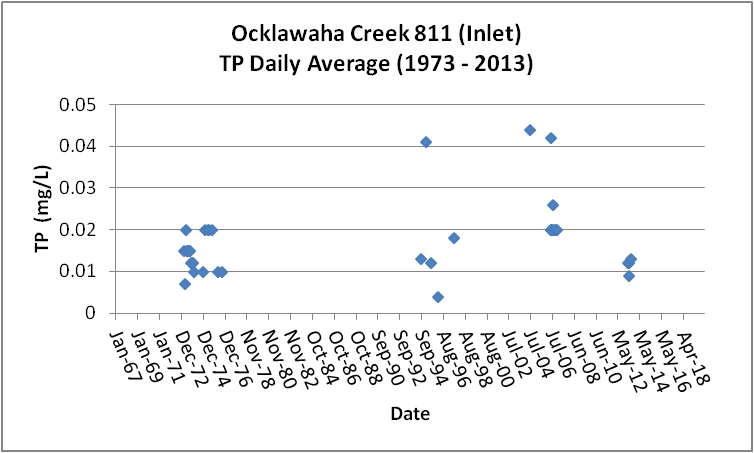 Ocklawaha Creek 811 (Inlet)
TP Daily Average (1973 - 2013)
0.05
0.04
0.03
0.02
0.01
0
TP (mg/L)
Jan-67
Jan-69
Jan-71
Dec-72
Dec-74
Dec-76
Nov-78
Nov-80
Nov-82
Oct-84
Oct-86
Oct-88
Sep-90
Sep-92
Sep-94
Aug-96
Aug-98
Aug-00
Jul-02
Jul-04
Jul-06
Jun-08
Jun-10
May-12
May-14
May-16
Apr-18
Date